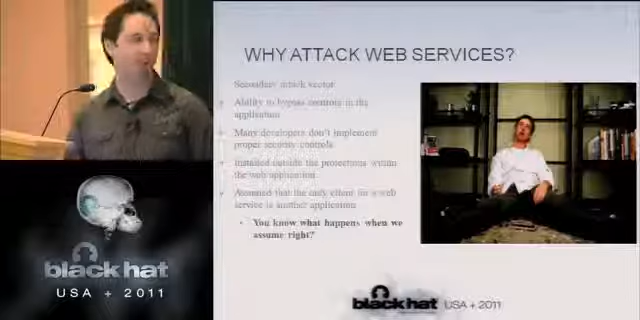 WHY ATTACK WEB SERVICES?
Secondary attack vector
Ability to bypass controls in the
application
Many developers don't implement
proper security controls
Installed outside the protections within
the web application
Assumed that the only client for a web
service is another application
You know what happens when we
assume right?
black hat
USA + 2011
black hat USA + 2011